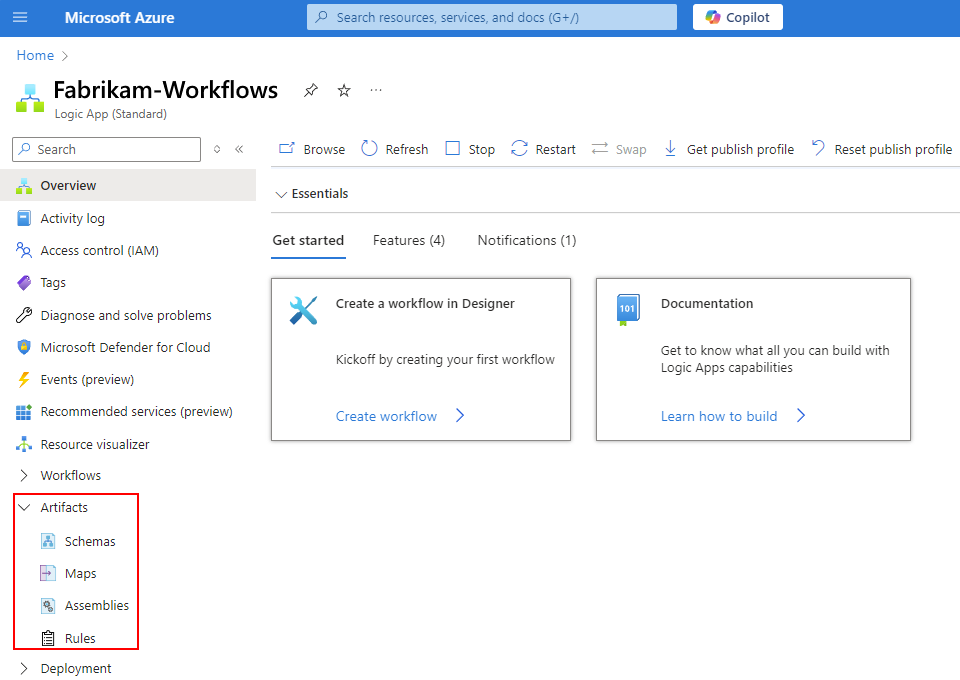 Microsoft Azure
Search resources, services, and docs (G+/)
Copilot
Home
Fabrikam-Workflows
Logic App (Standard)
Search
Browse
Refresh
Stop
Restart
Swap
Get publish profile
Reset publish profile
Overview
Activity log
Access control (IAM)
Tags
Diagnose and solve problems
Microsoft Defender for Cloud
Events (preview)
Recommended services (preview)
Resource visualizer
Workflows
Artifacts
Schemas
Maps
Assemblies
Rules
Deployment
Essentials
Get started
Features (4)
Notifications (1)
Create a workflow in Designer
Kickoff by creating your first workflow
Create workflow
101
Documentation
Get to know what all you can build with
Logic Apps capabilities
Learn how to build